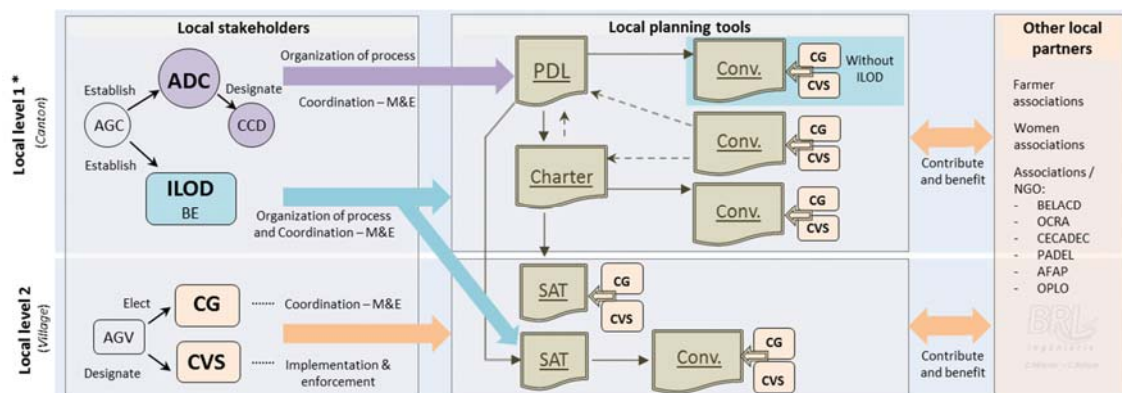 Local stakeholders
Local planning tools
Other local
partners
Local level 1 *
(Canton)
Establish
ADC
Designate
AGC
CCD
Establish
ILOD
BE
Organization of process
Coordination – M&E
Organization of process
and Coordination – M&E
PDL
Conv.
CG
CVS
Without
ILOD
Conv.
CG
CVS
Charter
Conv.
CG
CVS
Contribute
and benefit
Farmer
associations
Women
associations
Associations /
NGO:
- BELACD
- OCRA
- CECADEC
- PADEL
- AFAP
- OPLO
Local level 2
(Village)
Elect
CG
Coordination – M&E
AGV
Designate
CVS
Implementation &
enforcement
SAT
CG
CVS
SAT
Conv.
CG
CVS
Contribute
and benefit
BRL
ingénierie